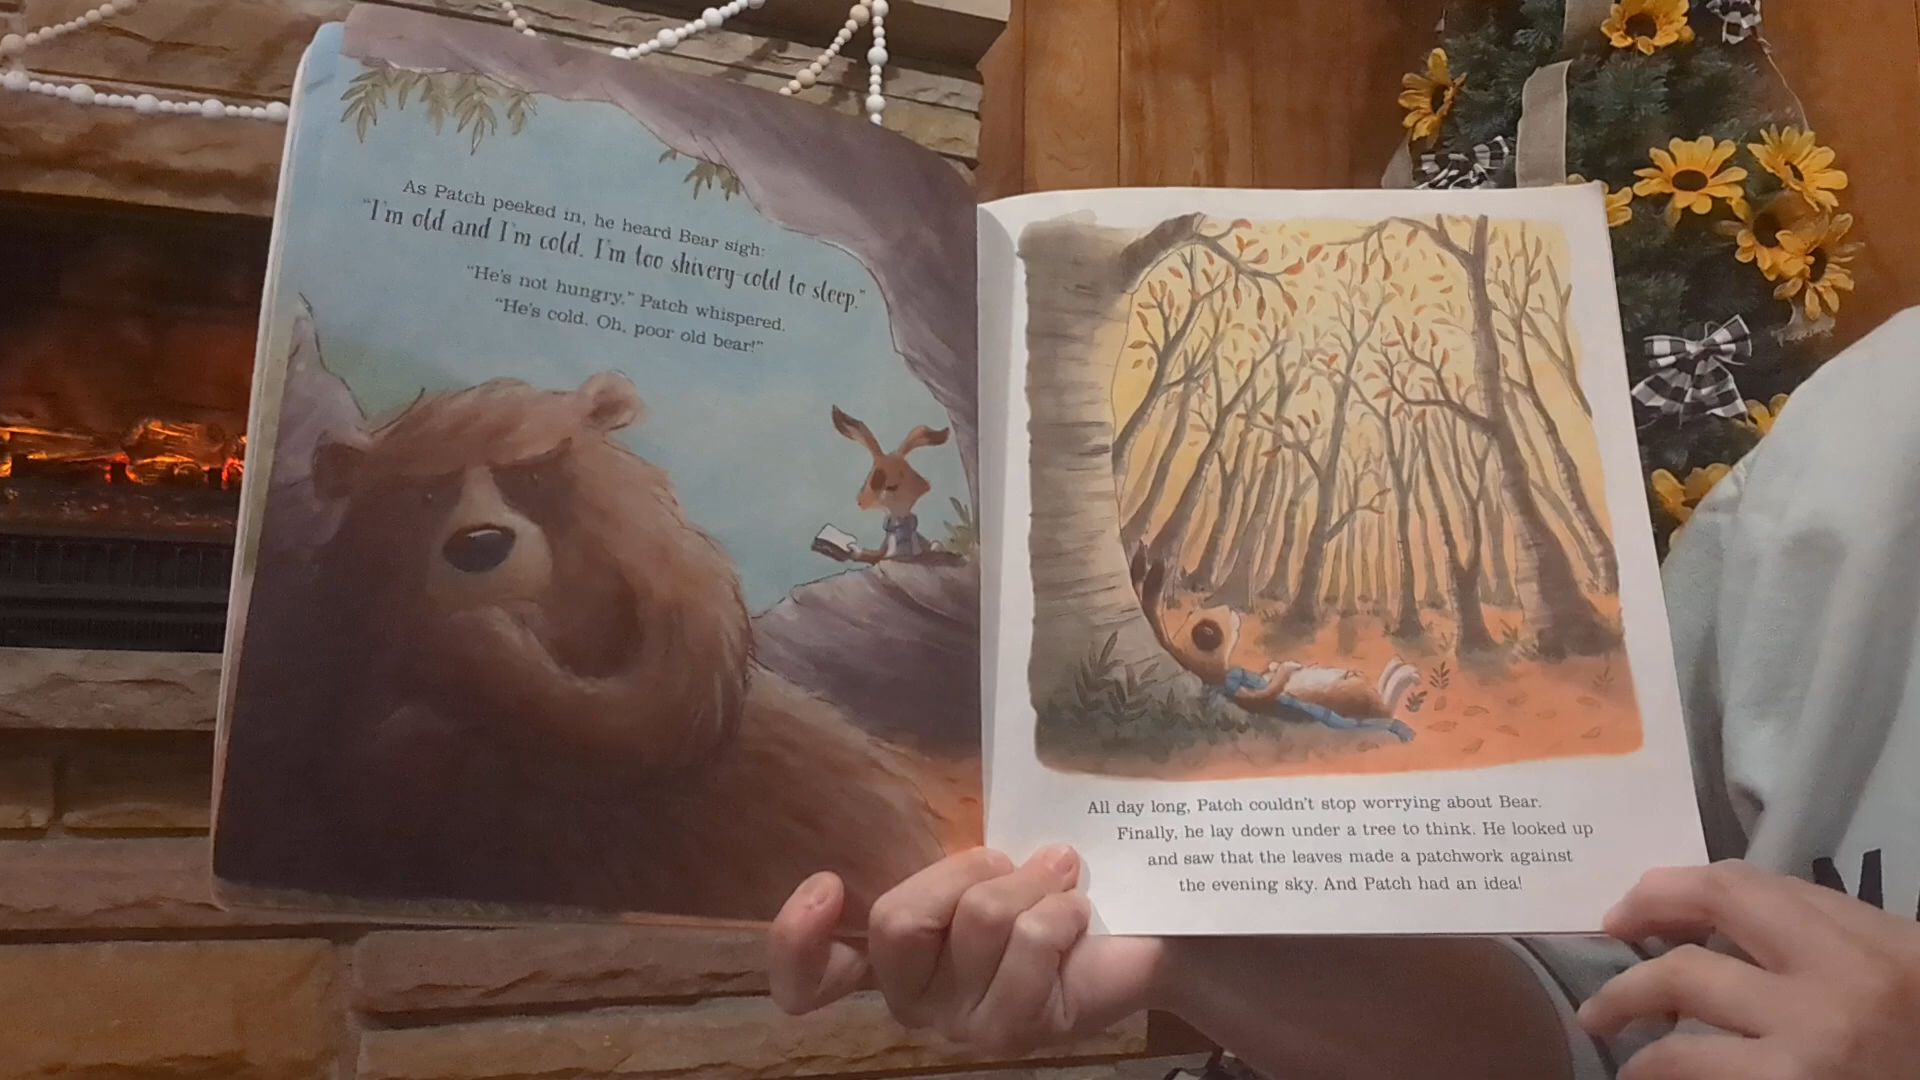 As Patch peeked in, he heard Bear sigh:
"I'm old and I'm cold. I'm too shivery-cold to sleep."
"He's not hungry," Patch whispered.
"He's cold. Oh, poor old bear!"
All day long, Patch couldn't stop worrying about Bear.
Finally, he lay down under a tree to think. He looked up
and saw that the leaves made a patchwork against
the evening sky. And Patch had an idea!